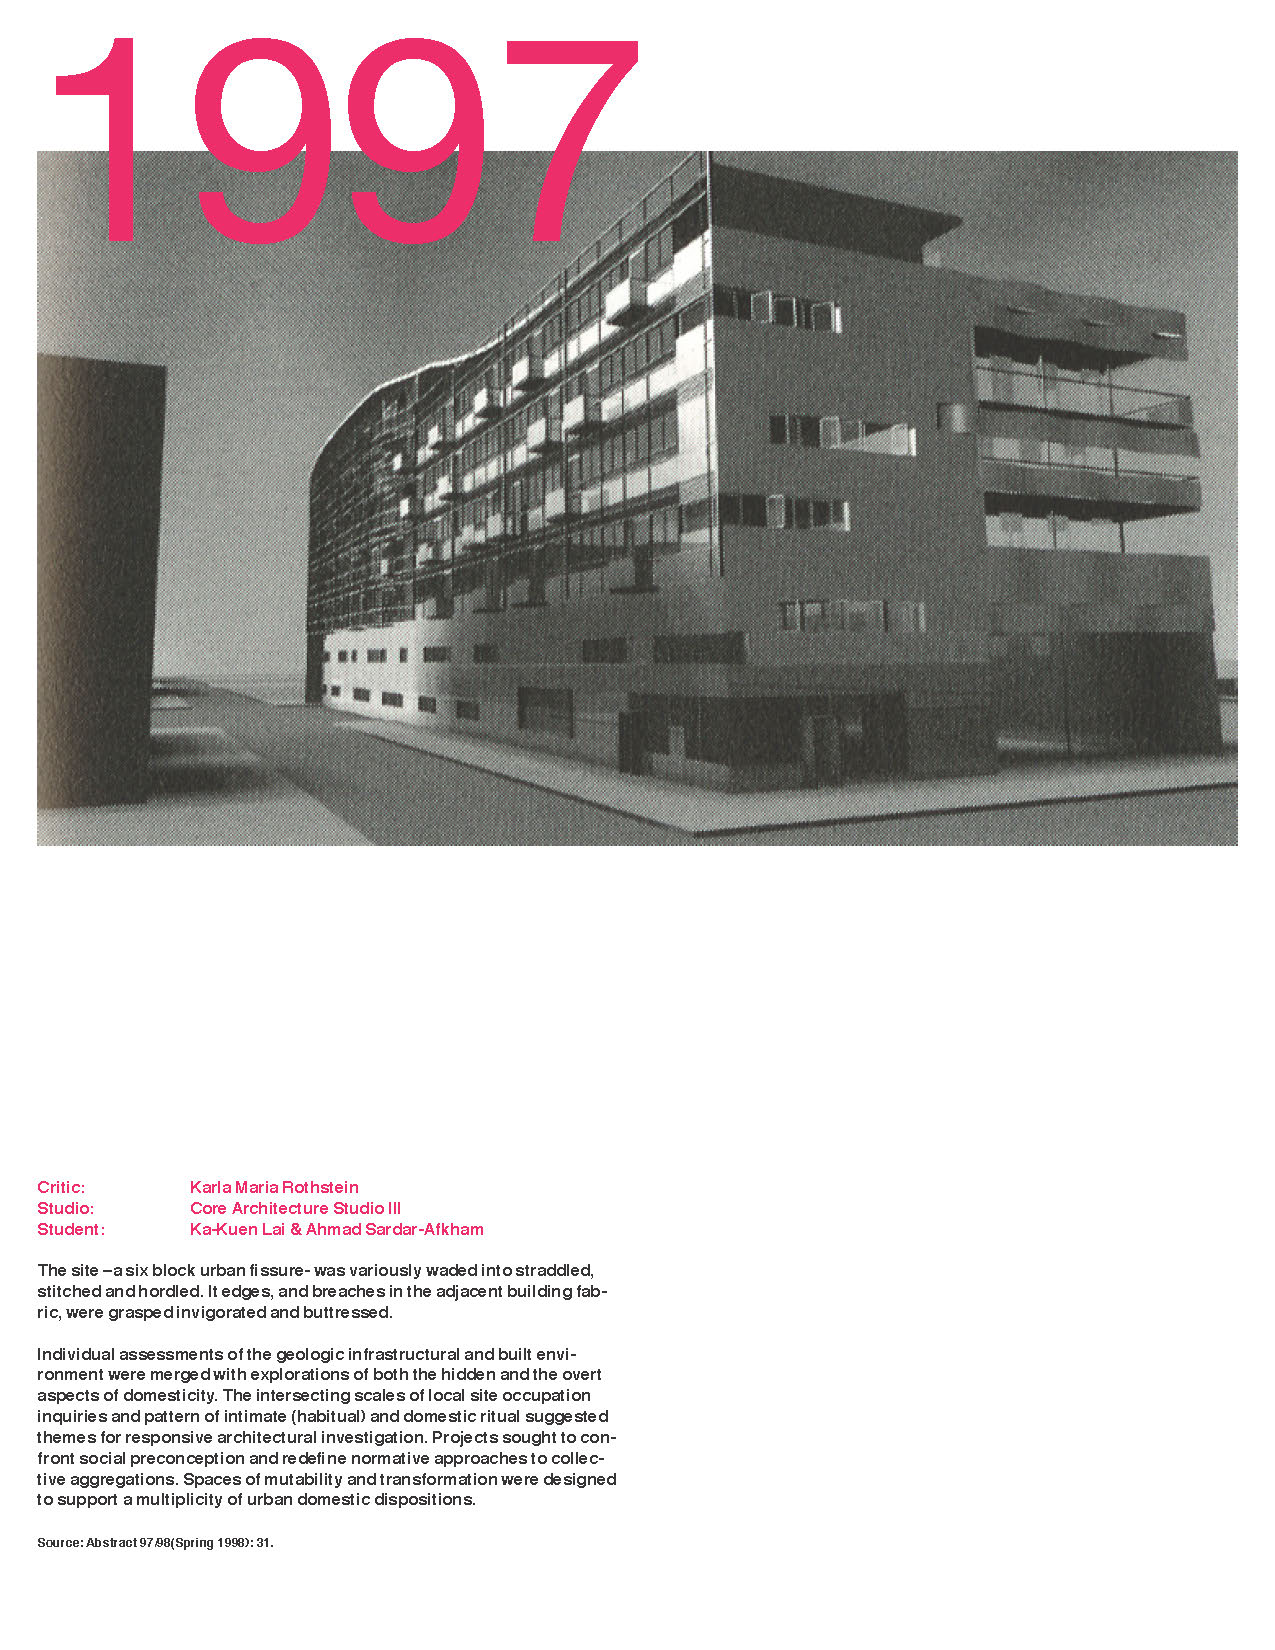 1997
Critic: Karla Maria Rothstein
Studio: Core Architecture Studio III
Student: Ka-Kuen Lai & Ahmad Sardar-Afkham
The site –a six block urban fissure- was variously waded into straddled,
stitched and hordled. It edges, and breaches in the adjacent building fab-
ric, were grasped invigorated and buttressed.
Individual assessments of the geologic infrastructural and built envi-
ronment were merged with explorations of both the hidden and the overt
aspects of domesticity. The intersecting scales of local site occupation
inquiries and pattern of intimate (habitual) and domestic ritual suggested
themes for responsive architectural investigation. Projects sought to con-
front social preconception and redefine normative approaches to collec-
tive aggregations. Spaces of mutability and transformation were designed
to support a multiplicity of urban domestic dispositions.
Source: Abstract 97/98(Spring 1998): 31.